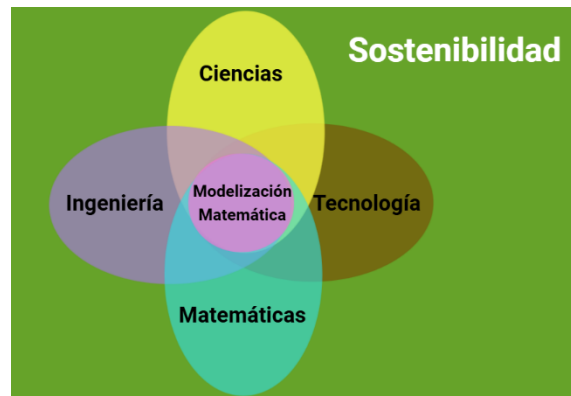 Sostenibilidad
Ciencias
Ingeniería
Modelización
Matemática
Tecnología
Matemáticas